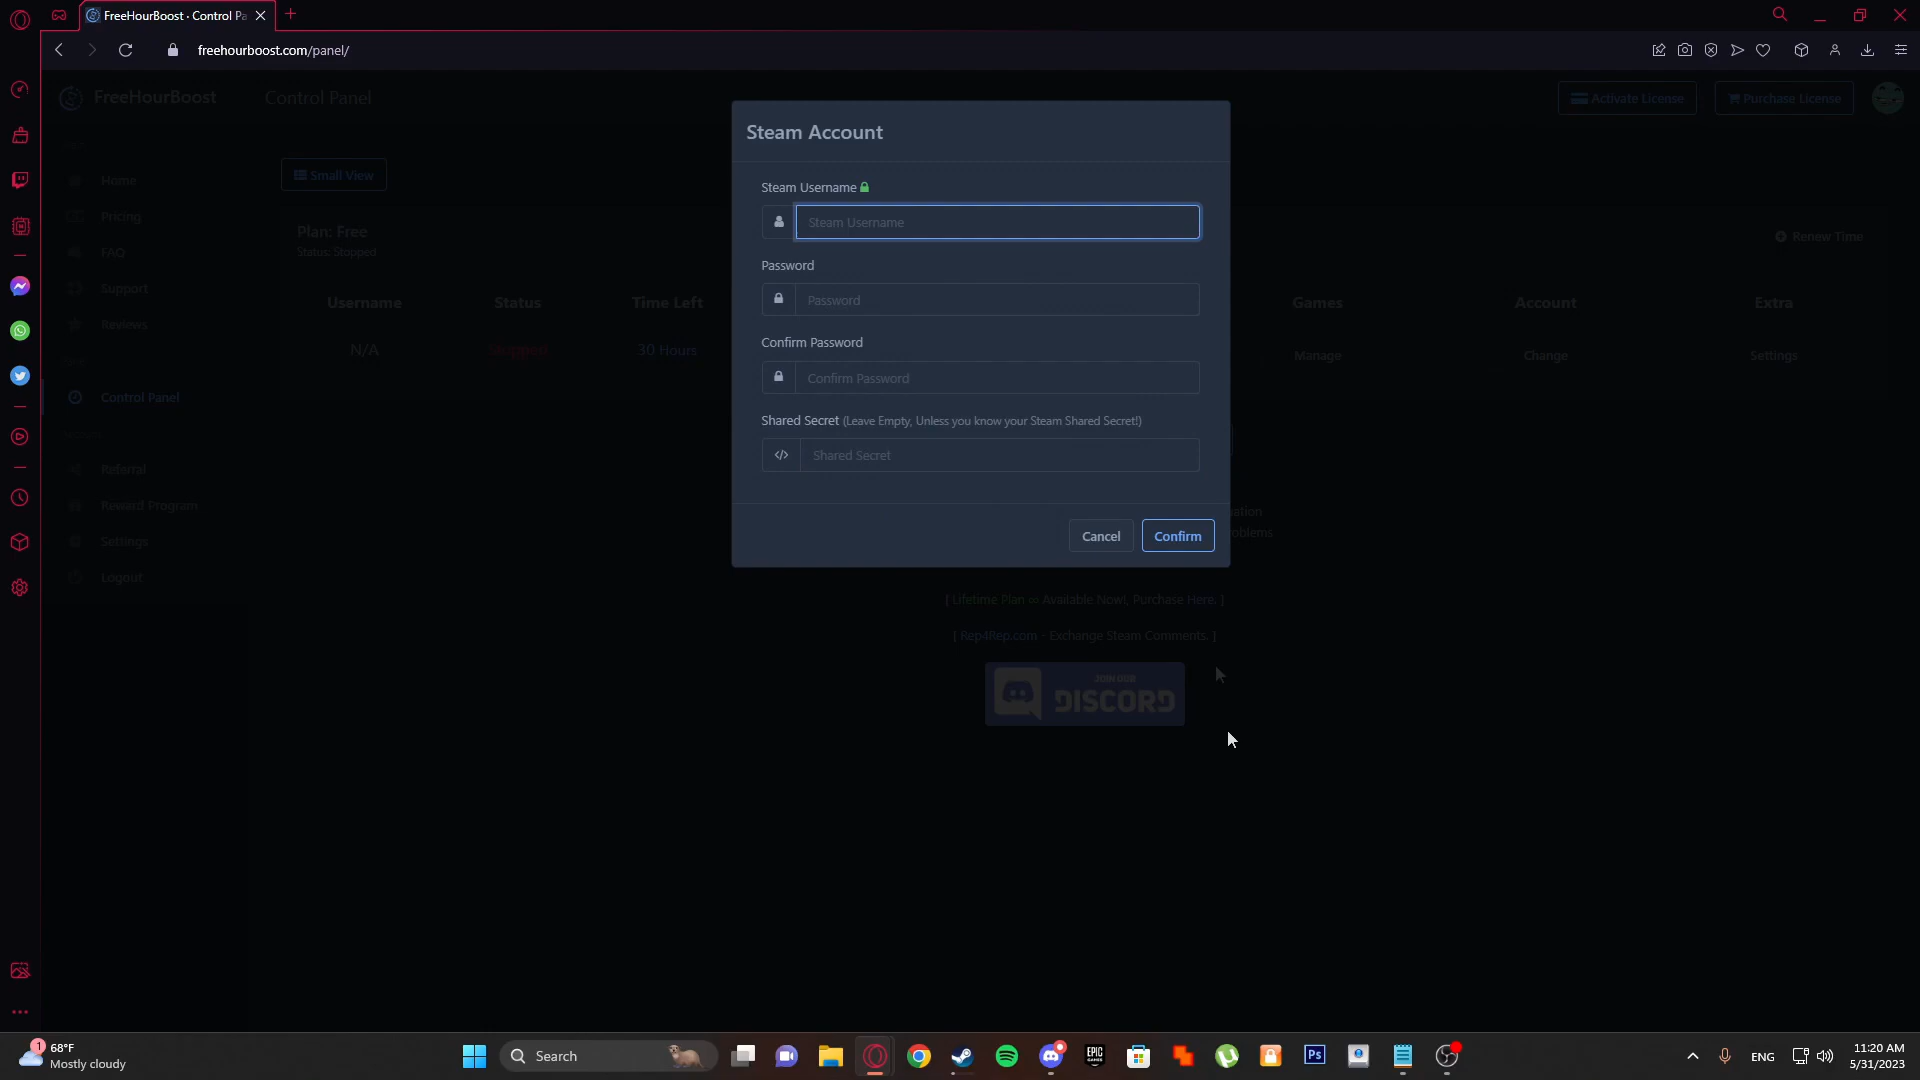 FreeHourBoost · Control Pa
freehourboost.com/panel/
FreeHourBoost
Control Panel
Activate License
Purchase License
Steam Account
Home
Small View
Steam Username
Steam Username
Pricing
Plan: Free
Status: Stopped
Renew Time
FAQ
Password
Password
Support
Username
Status
Time Left
Games
Account
Extra
Reviews
N/A
Stopped
30 Hours
Manage
Change
Settings
Confirm Password
Confirm Password
Control Panel
Shared Secret (Leave Empty, Unless you know your Steam Shared Secret!)
Shared Secret
Referral
Reward Program
Settings
Logout
Cancel
Confirm
[ Lifetime Plan ∞ Available Now!, Purchase Here. ]
[ Rep4Rep.com - Exchange Steam Comments. ]
JOIN OUR
DISCORD
1
68°F
Mostly cloudy
Search
EPIC
GAMES
Ps
ENG
11:20 AM
5/31/2023